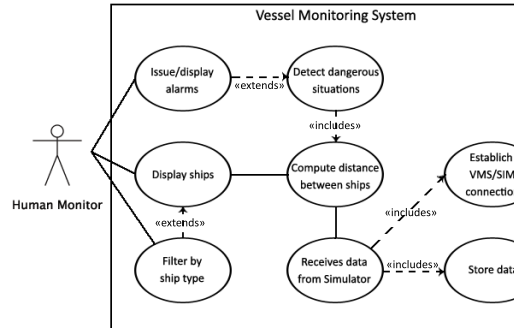 Vessel Monitoring System
Issue/display
alarms
«extends»
Detect dangerous
situations
«includes»
Human Monitor
Display ships
Compute distance
between ships
Establich
VMS/SIM
connection
«extends»
«includes»
Filter by
ship type
Receives data
from Simulator
«includes»
Store data